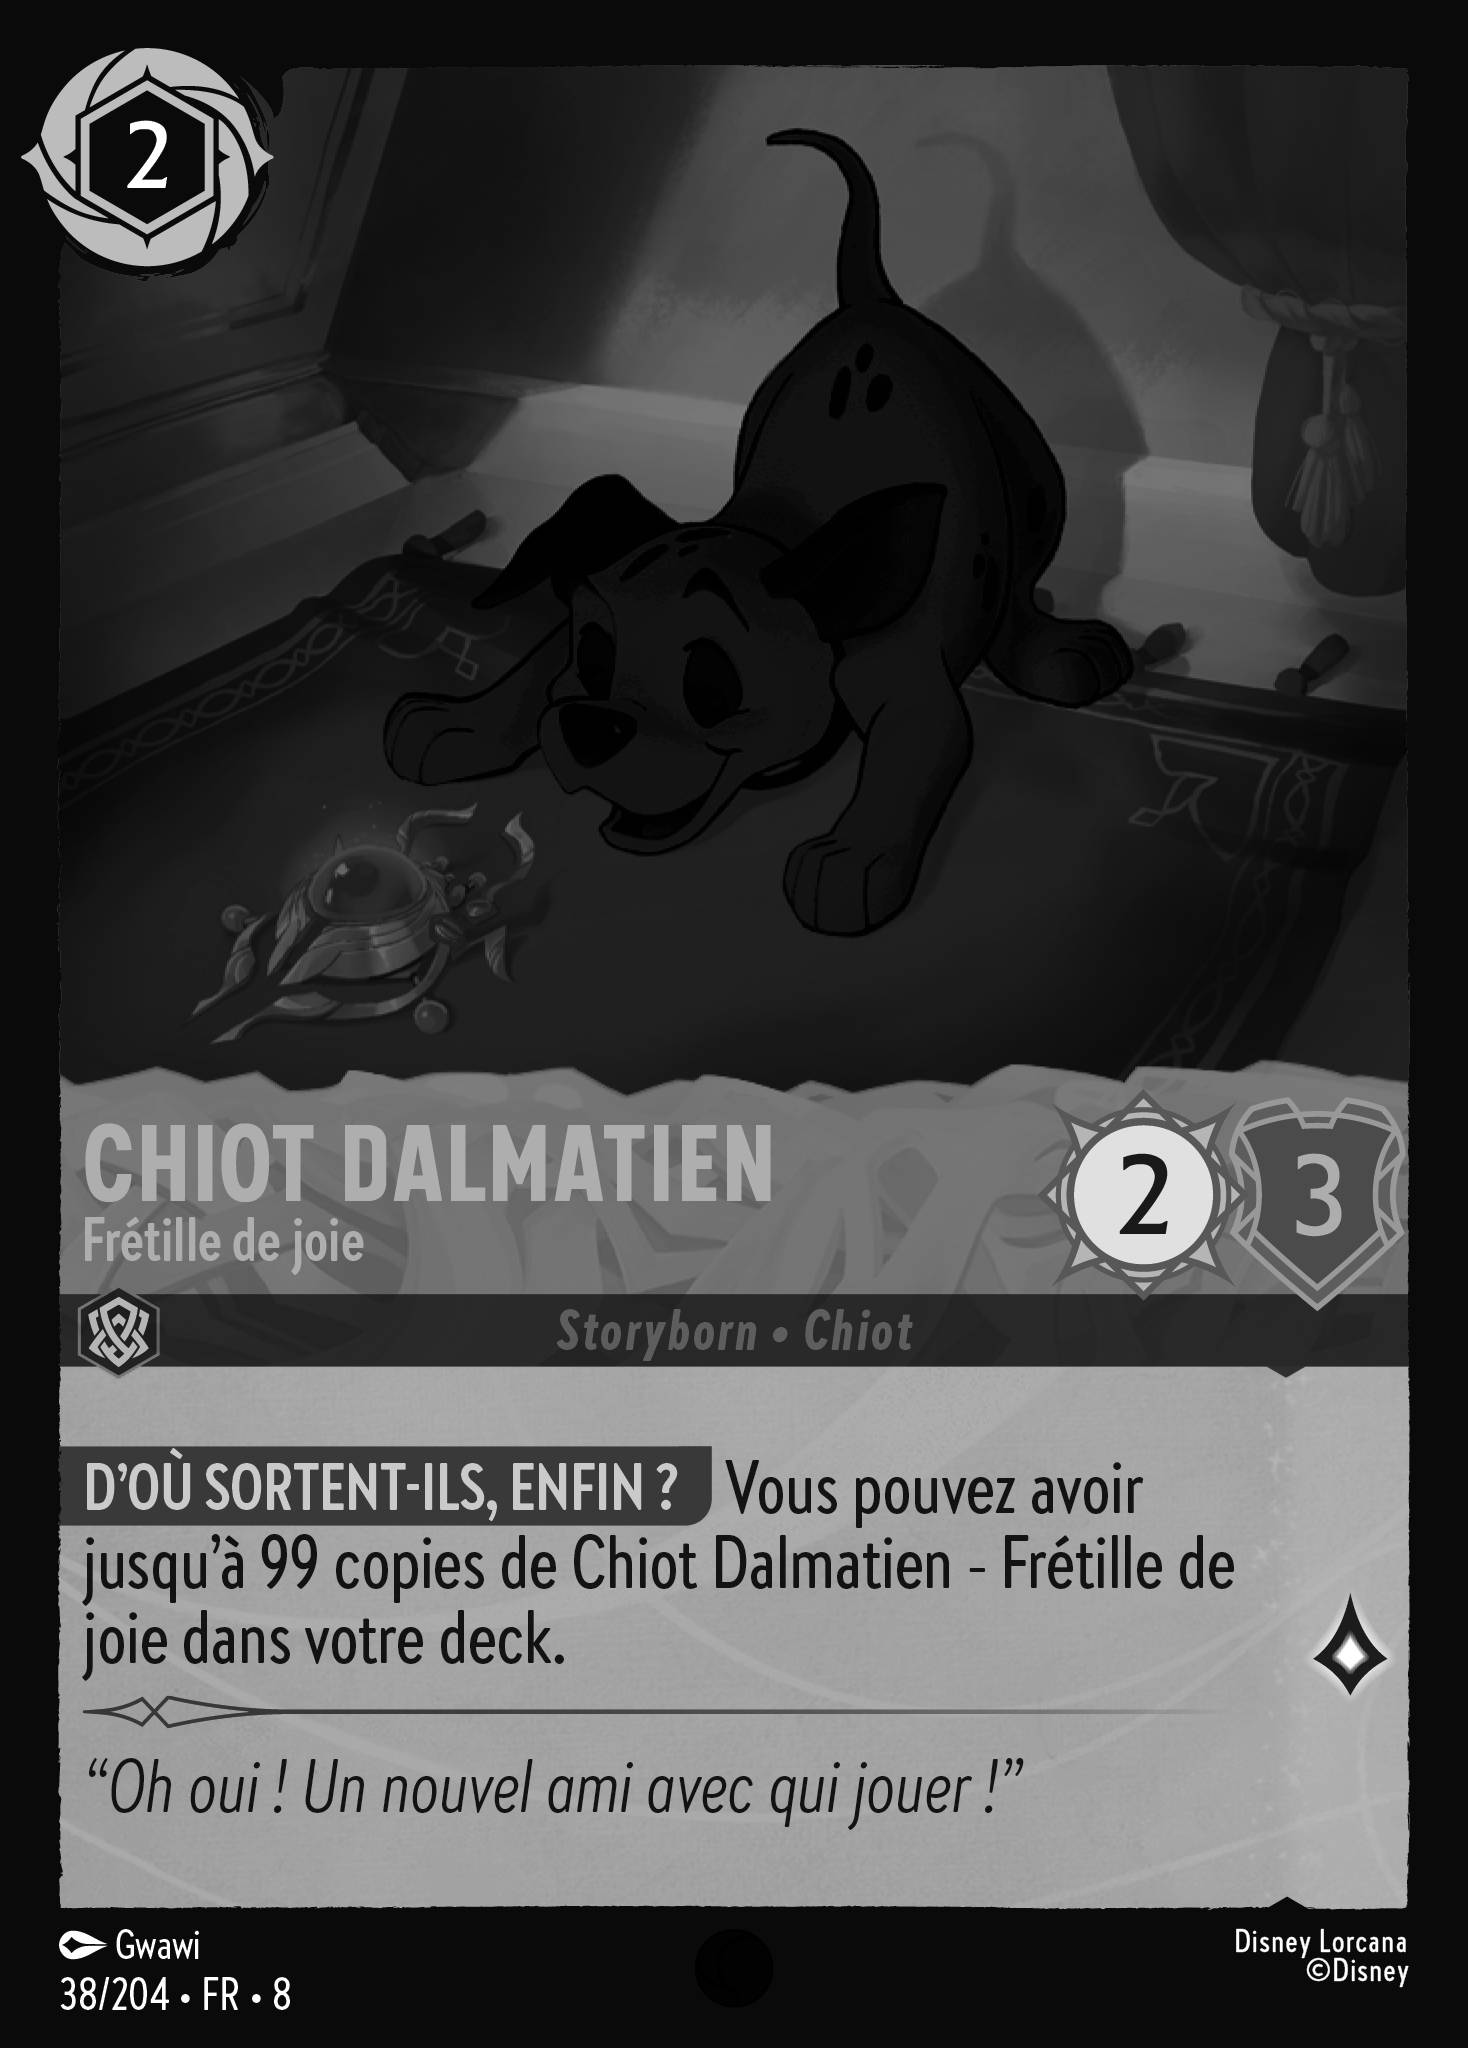 2
CHIOT DALMATIEN
Frétille de joie
2
3
Storyborn • Chiot
D’OÙ SORTENT-ILS, ENFIN ? Vous pouvez avoir
jusqu’à 99 copies de Chiot Dalmatien - Frétille de
joie dans votre deck.
“Oh oui ! Un nouvel ami avec qui jouer !”
Gwawi
38/204 • FR • 8
Disney Lorcana
©Disney